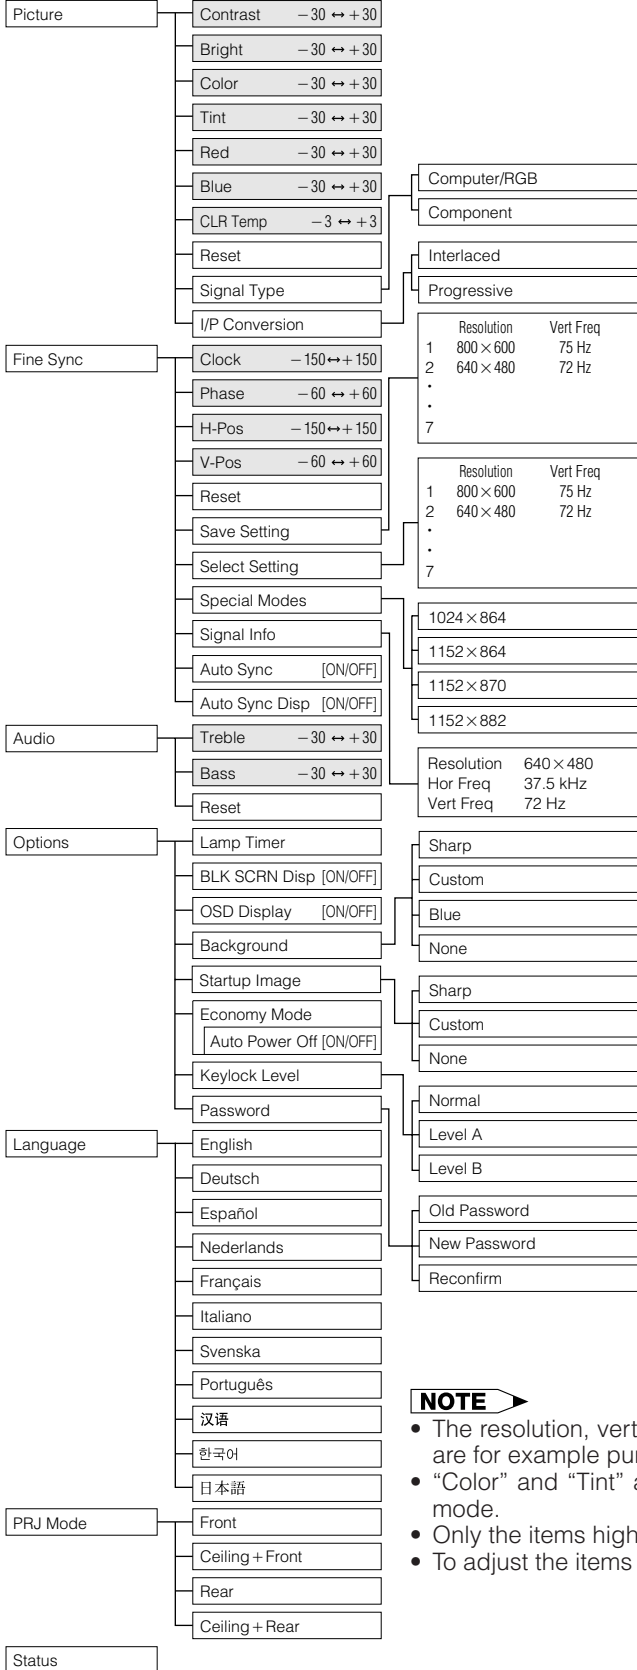 Picture
Contrast −30 ↔ +30
Bright −30 ↔ +30
Color −30 ↔ +30
Tint −30 ↔ +30
Red −30 ↔ +30
Blue −30 ↔ +30
CLR Temp −3 ↔ +3
Reset
Signal Type
Computer/RGB
Component
I/P Conversion
Interlaced
Progressive
Fine Sync
Clock −150 ↔ +150
Phase −60 ↔ +60
H-Pos −150 ↔ +150
V-Pos −60 ↔ +60
Reset
Save Setting
Resolution Vert Freq
1 800×600 75 Hz
2 640×480 72 Hz
•
•
7
Select Setting
Resolution Vert Freq
1 800×600 75 Hz
2 640×480 72 Hz
•
•
7
Special Modes
1024×864
1152×864
1152×870
1152×882
Signal Info
Resolution 640×480
Hor Freq 37.5 kHz
Vert Freq 72 Hz
Auto Sync [ON/OFF]
Auto Sync Disp [ON/OFF]
Audio
Treble −30 ↔ +30
Bass −30 ↔ +30
Reset
Options
Lamp Timer
BLK SCRN Disp [ON/OFF]
OSD Display [ON/OFF]
Background
Sharp
Custom
Blue
None
Startup Image
Sharp
Custom
None
Economy Mode
Auto Power Off [ON/OFF]
Keylock Level
Normal
Level A
Level B
Password
Old Password
New Password
Reconfirm
Language
English
Deutsch
Español
Nederlands
Français
Italiano
Svenska
Português
汉语
한국어
日本語
PRJ Mode
Front
Ceiling+Front
Rear
Ceiling+Rear
Status
NOTE
• The resolution, vert
are for example pur
• “Color” and “Tint” a
mode.
• Only the items high
• To adjust the items